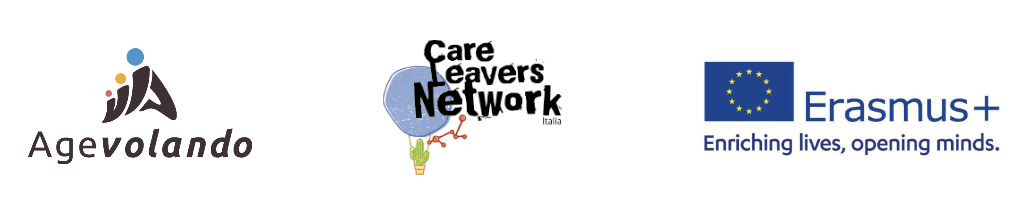 Agevolando
Care
Leavers
Network
Italia
Erasmus+
Enriching lives, opening minds.